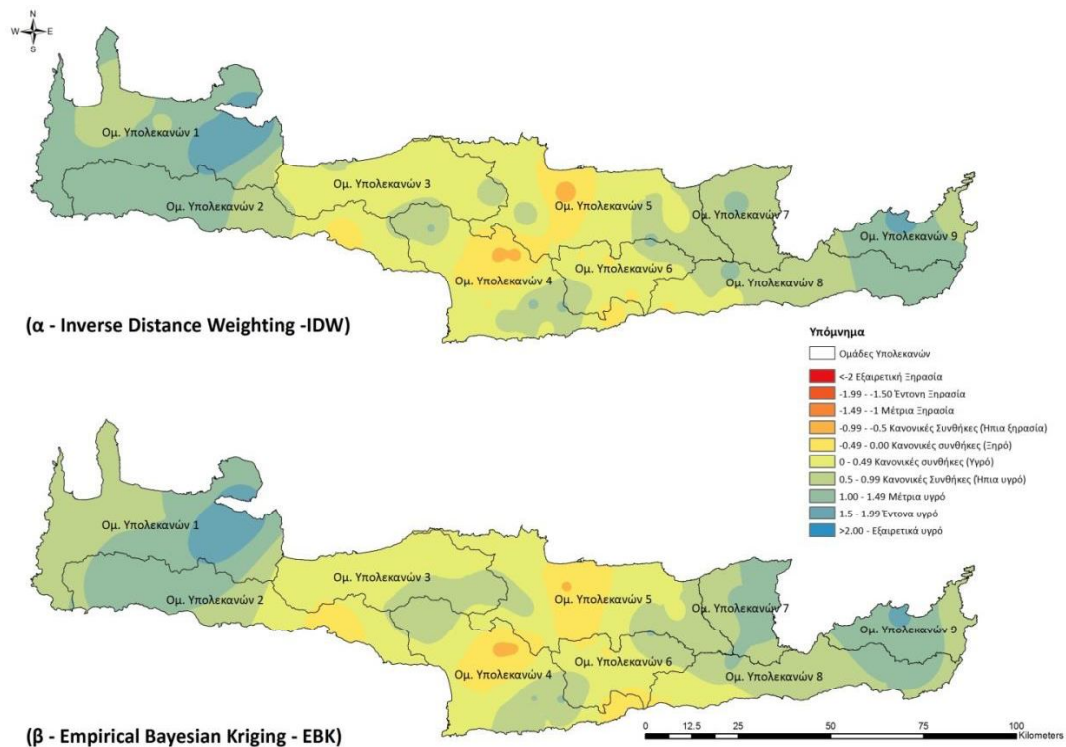 N
W E
S
Ομ. Υπολεκανών 1
Ομ. Υπολεκανών 2
Ομ. Υπολεκανών 3
Ομ. Υπολεκανών 4
Ομ. Υπολεκανών 5
Ομ. Υπολεκανών 6
Ομ. Υπολεκανών 7
Ομ. Υπολεκανών 8
Ομ. Υπολεκανών 9
(α - Inverse Distance Weighting -IDW)
Υπόμνημα
Ομάδες Υπολεκανών
<-2 Εξαιρετική Ξηρασία
-1.99 - -1.50 Έντονη Ξηρασία
-1.49 - -1 Μέτρια Ξηρασία
-0.99 - -0.5 Κανονικές Συνθήκες (Ήπια ξηρασία)
-0.49 - 0.00 Κανονικές συνθήκες (Ξηρό)
0 - 0.49 Κανονικές συνθήκες (Υγρό)
0.5 - 0.99 Κανονικές Συνθήκες (Ήπια υγρό)
1.00 - 1.49 Μέτρια υγρό
1.5 - 1.99 Έντονα υγρό
>2.00 - Εξαιρετικά υγρό
Ομ. Υπολεκανών 1
Ομ. Υπολεκανών 2
Ομ. Υπολεκανών 3
Ομ. Υπολεκανών 4
Ομ. Υπολεκανών 5
Ομ. Υπολεκανών 6
Ομ. Υπολεκανών 7
Ομ. Υπολεκανών 8
Ομ. Υπολεκανών 9
(β - Empirical Bayesian Kriging - EBK)
0 12.5 25 50 75 100
Kilometers